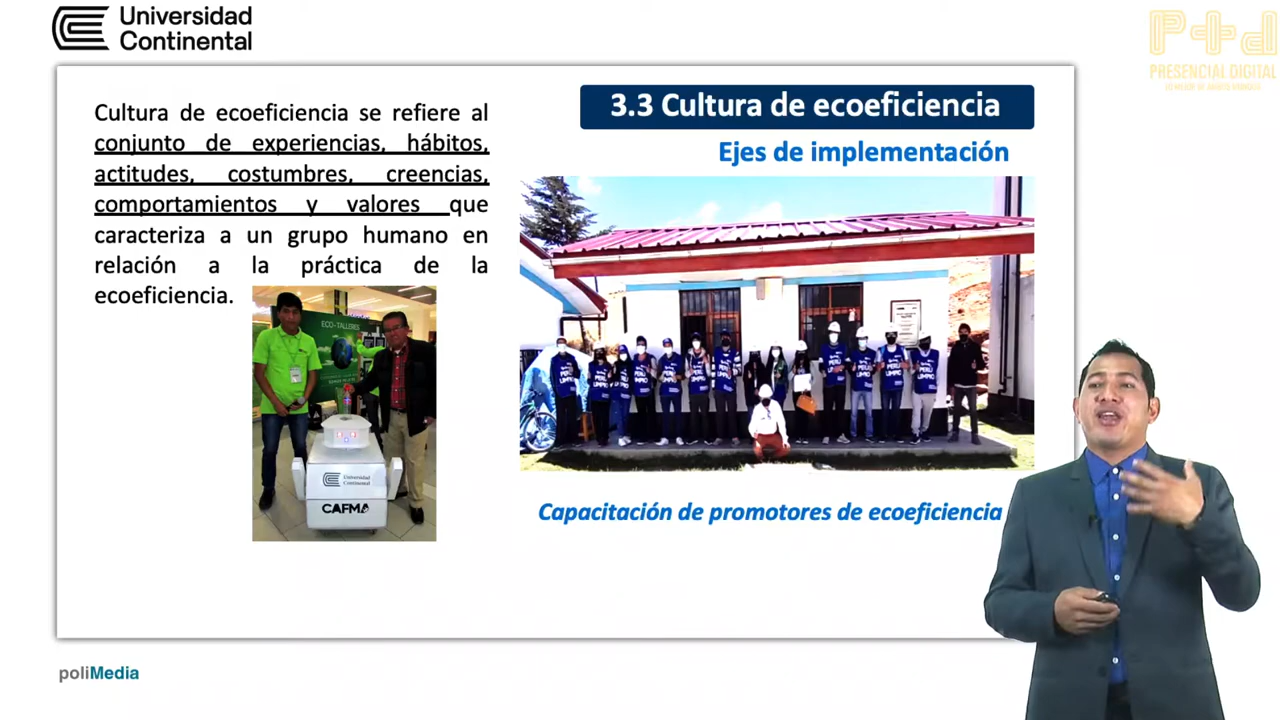 Universidad
Continental
P+d
PRESENCIAL DIGITAL
Cultura de ecoeficiencia se refiere al
conjunto de experiencias, hábitos,
actitudes, costumbres, creencias,
comportamientos y valores que
caracteriza a un grupo humano en
relación a la práctica de la
ecoeficiencia.
3.3 Cultura de ecoeficiencia
Ejes de implementación
ECO-TALLERES
Universidad
Continental
CAFMA
PERÚ
LIMPIO
Capacitación de promotores de ecoeficiencia
poliMedia